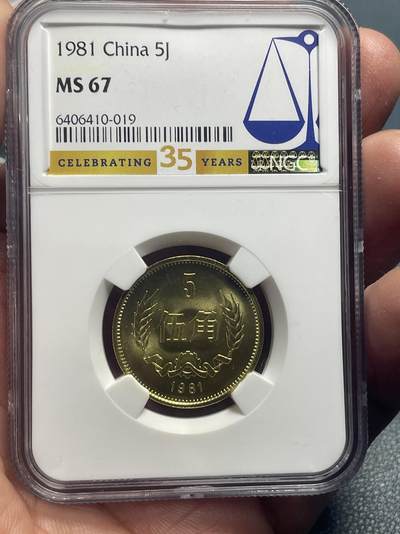 1981 China 5J
MS 67
6406410-019
CELEBRATING 35 YEARS
NGC
5
伍角
1981